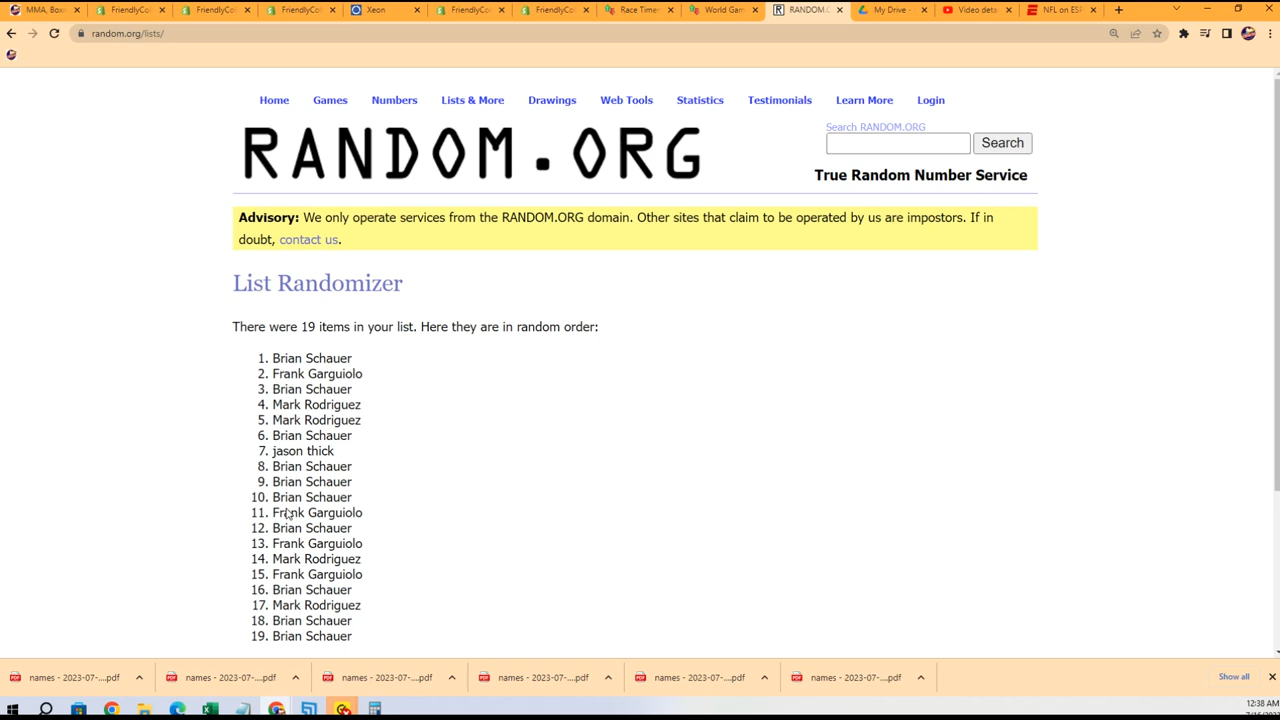 MMA, Box
FriendlyCo
FriendlyCo
FriendlyCo
Xeon
FriendlyCo
FriendlyCo
Race Timer
World Gam
RANDOM.O
My Drive -
Video deta
NFL on ESP
random.org/lists/
Home Games Numbers Lists & More Drawings Web Tools Statistics Testimonials Learn More Login
RANDOM.ORG
Search RANDOM.ORG
Search
True Random Number Service
Advisory: We only operate services from the RANDOM.ORG domain. Other sites that claim to be operated by us are impostors. If in
doubt, contact us.
List Randomizer
There were 19 items in your list. Here they are in random order:
1. Brian Schauer
2. Frank Garguiolo
3. Brian Schauer
4. Mark Rodriguez
5. Mark Rodriguez
6. Brian Schauer
7. jason thick
8. Brian Schauer
9. Brian Schauer
10. Brian Schauer
11. Frank Garguiolo
12. Brian Schauer
13. Frank Garguiolo
14. Mark Rodriguez
15. Frank Garguiolo
16. Brian Schauer
17. Mark Rodriguez
18. Brian Schauer
19. Brian Schauer
names - 2023-07-....pdf
names - 2023-07-....pdf
names - 2023-07-....pdf
names - 2023-07-....pdf
names - 2023-07-....pdf
names - 2023-07-....pdf
Show all
12:38 AM